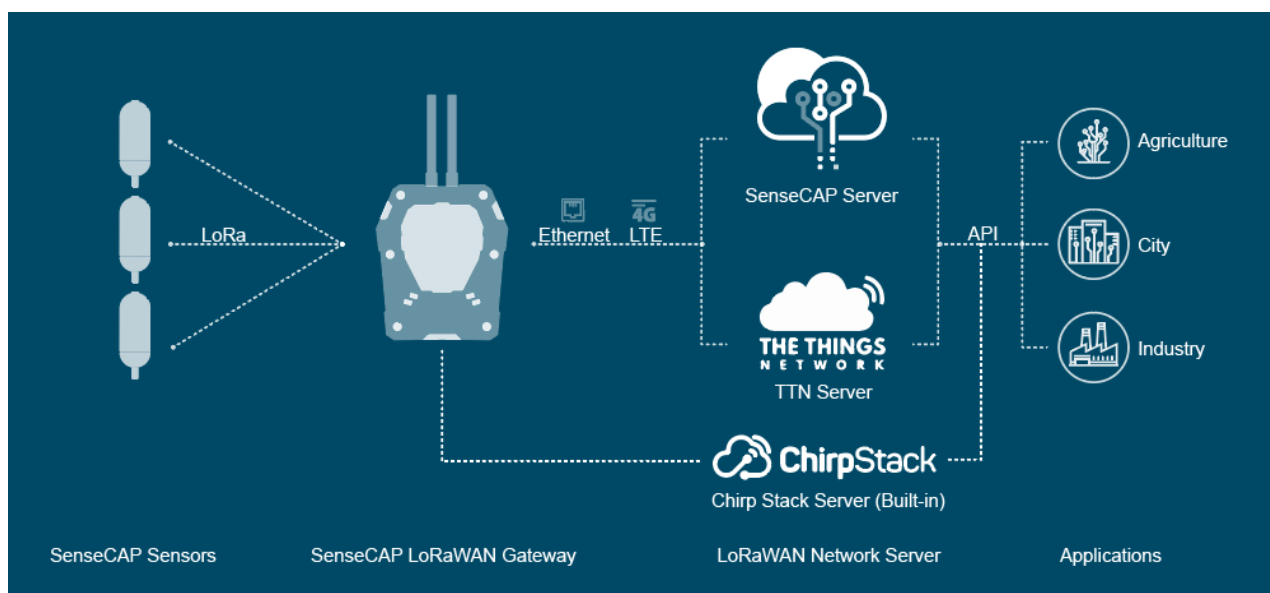 LoRa
Ethernet
4G
LTE
SenseCAP Server
THE THINGS
NETWORK
TTN Server
ChirpStack
Chirp Stack Server (Built-in)
API
Agriculture
City
Industry
SenseCAP Sensors
SenseCAP LoRaWAN Gateway
LoRaWAN Network Server
Applications